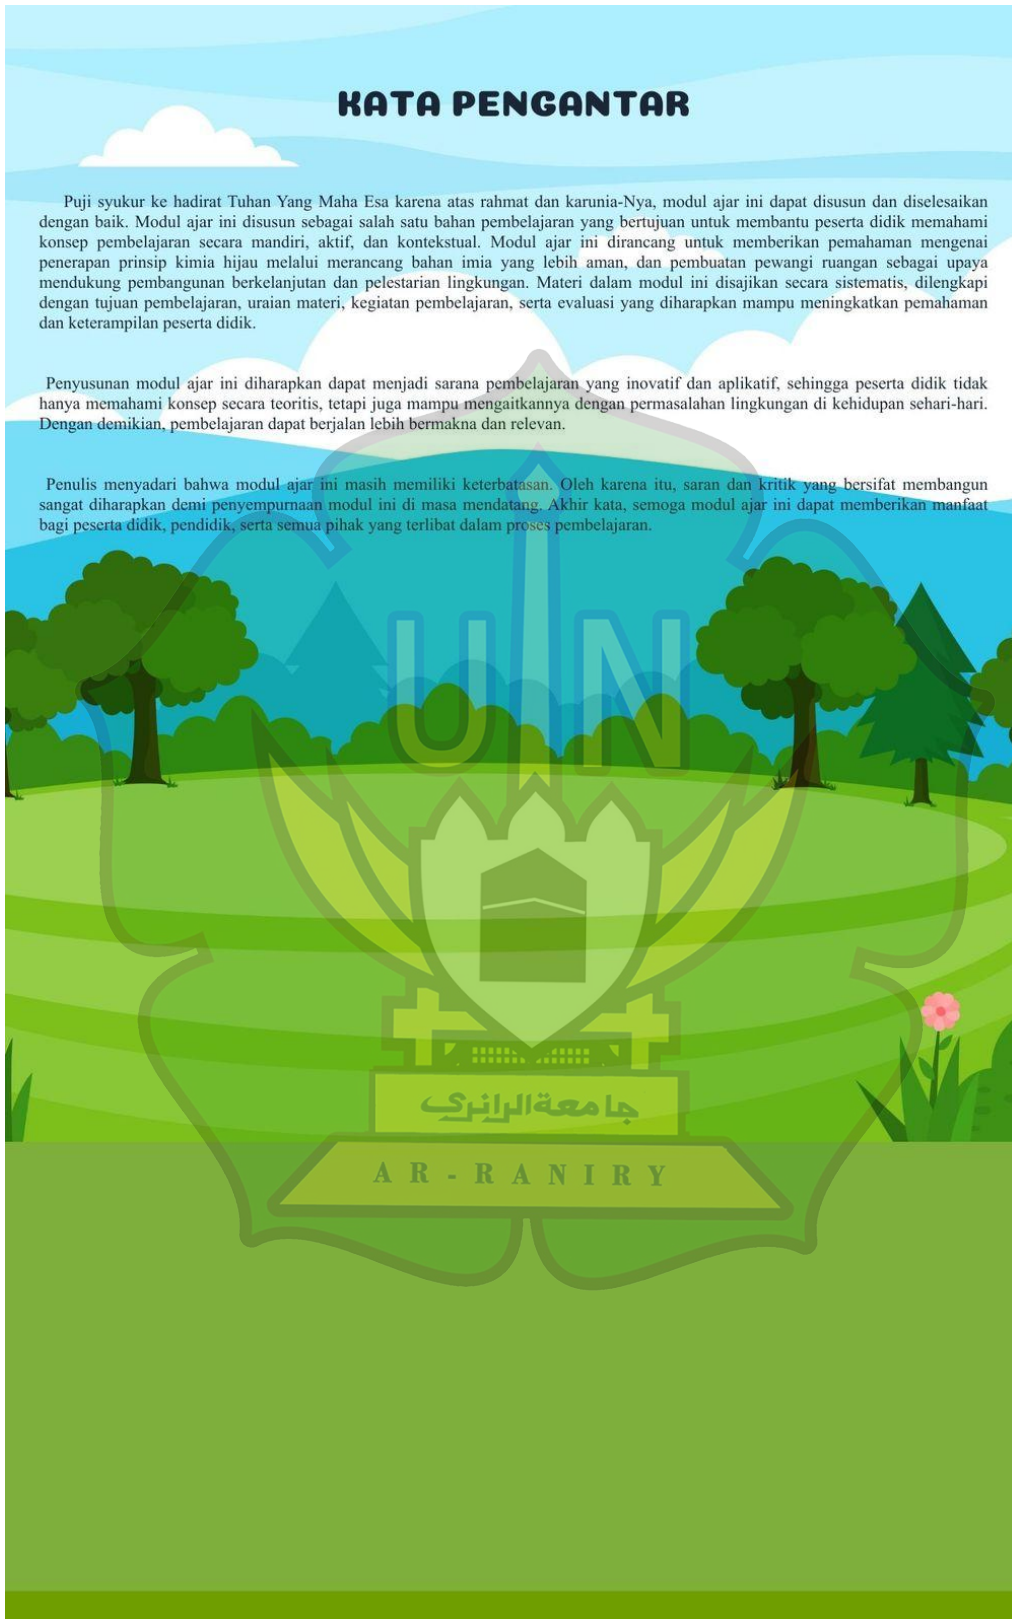 KATA PENGANTAR
Puji syukur ke hadirat Tuhan Yang Maha Esa karena atas rahmat dan karunia-Nya, modul ajar ini dapat disusun dan diselesaikan
dengan baik. Modul ajar ini disusun sebagai salah satu bahan pembelajaran yang bertujuan untuk membantu peserta didik memahami
konsep pembelajaran secara mandiri, aktif, dan kontekstual. Modul ajar ini dirancang untuk memberikan pemahaman mengenai
penerapan prinsip kimia hijau melalui merancang bahan imia yang lebih aman, dan pembuatan pewangi ruangan sebagai upaya
mendukung pembangunan berkelanjutan dan pelestarian lingkungan. Materi dalam modul ini disajikan secara sistematis, dilengkapi
dengan tujuan pembelajaran, uraian materi, kegiatan pembelajaran, serta evaluasi yang diharapkan mampu meningkatkan pemahaman
dan keterampilan peserta didik.
Penyusunan modul ajar ini diharapkan dapat menjadi sarana pembelajaran yang inovatif dan aplikatif, sehingga peserta didik tidak
hanya memahami konsep secara teoritis, tetapi juga mampu mengaitkannya dengan permasalahan lingkungan di kehidupan sehari-hari.
Dengan demikian, pembelajaran dapat berjalan lebih bermakna dan relevan.
Penulis menyadari bahwa modul ajar ini masih memiliki keterbatasan. Oleh karena itu, saran dan kritik yang bersifat membangun
sangat diharapkan demi penyempurnaan modul ini di masa mendatang. Akhir kata, semoga modul ajar ini dapat memberikan manfaat
bagi peserta didik, pendidik, serta semua pihak yang terlibat dalam proses pembelajaran.
UIN
جامعة الرانري
AR-RANIRY